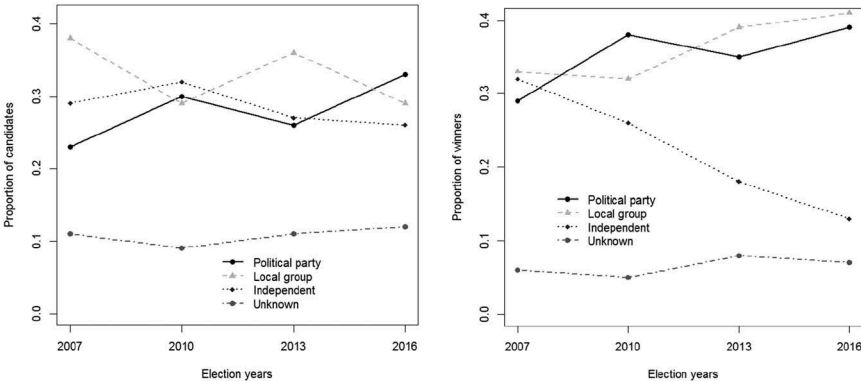 Proportion of candidates
0.4
0.3
0.2
0.1
0.0
Political party
Local group
Independent
Unknown
2007 2010 2013 2016
Election years
Proportion of winners
0.4
0.3
0.2
0.1
0.0
Political party
Local group
Independent
Unknown
2007 2010 2013 2016
Election years